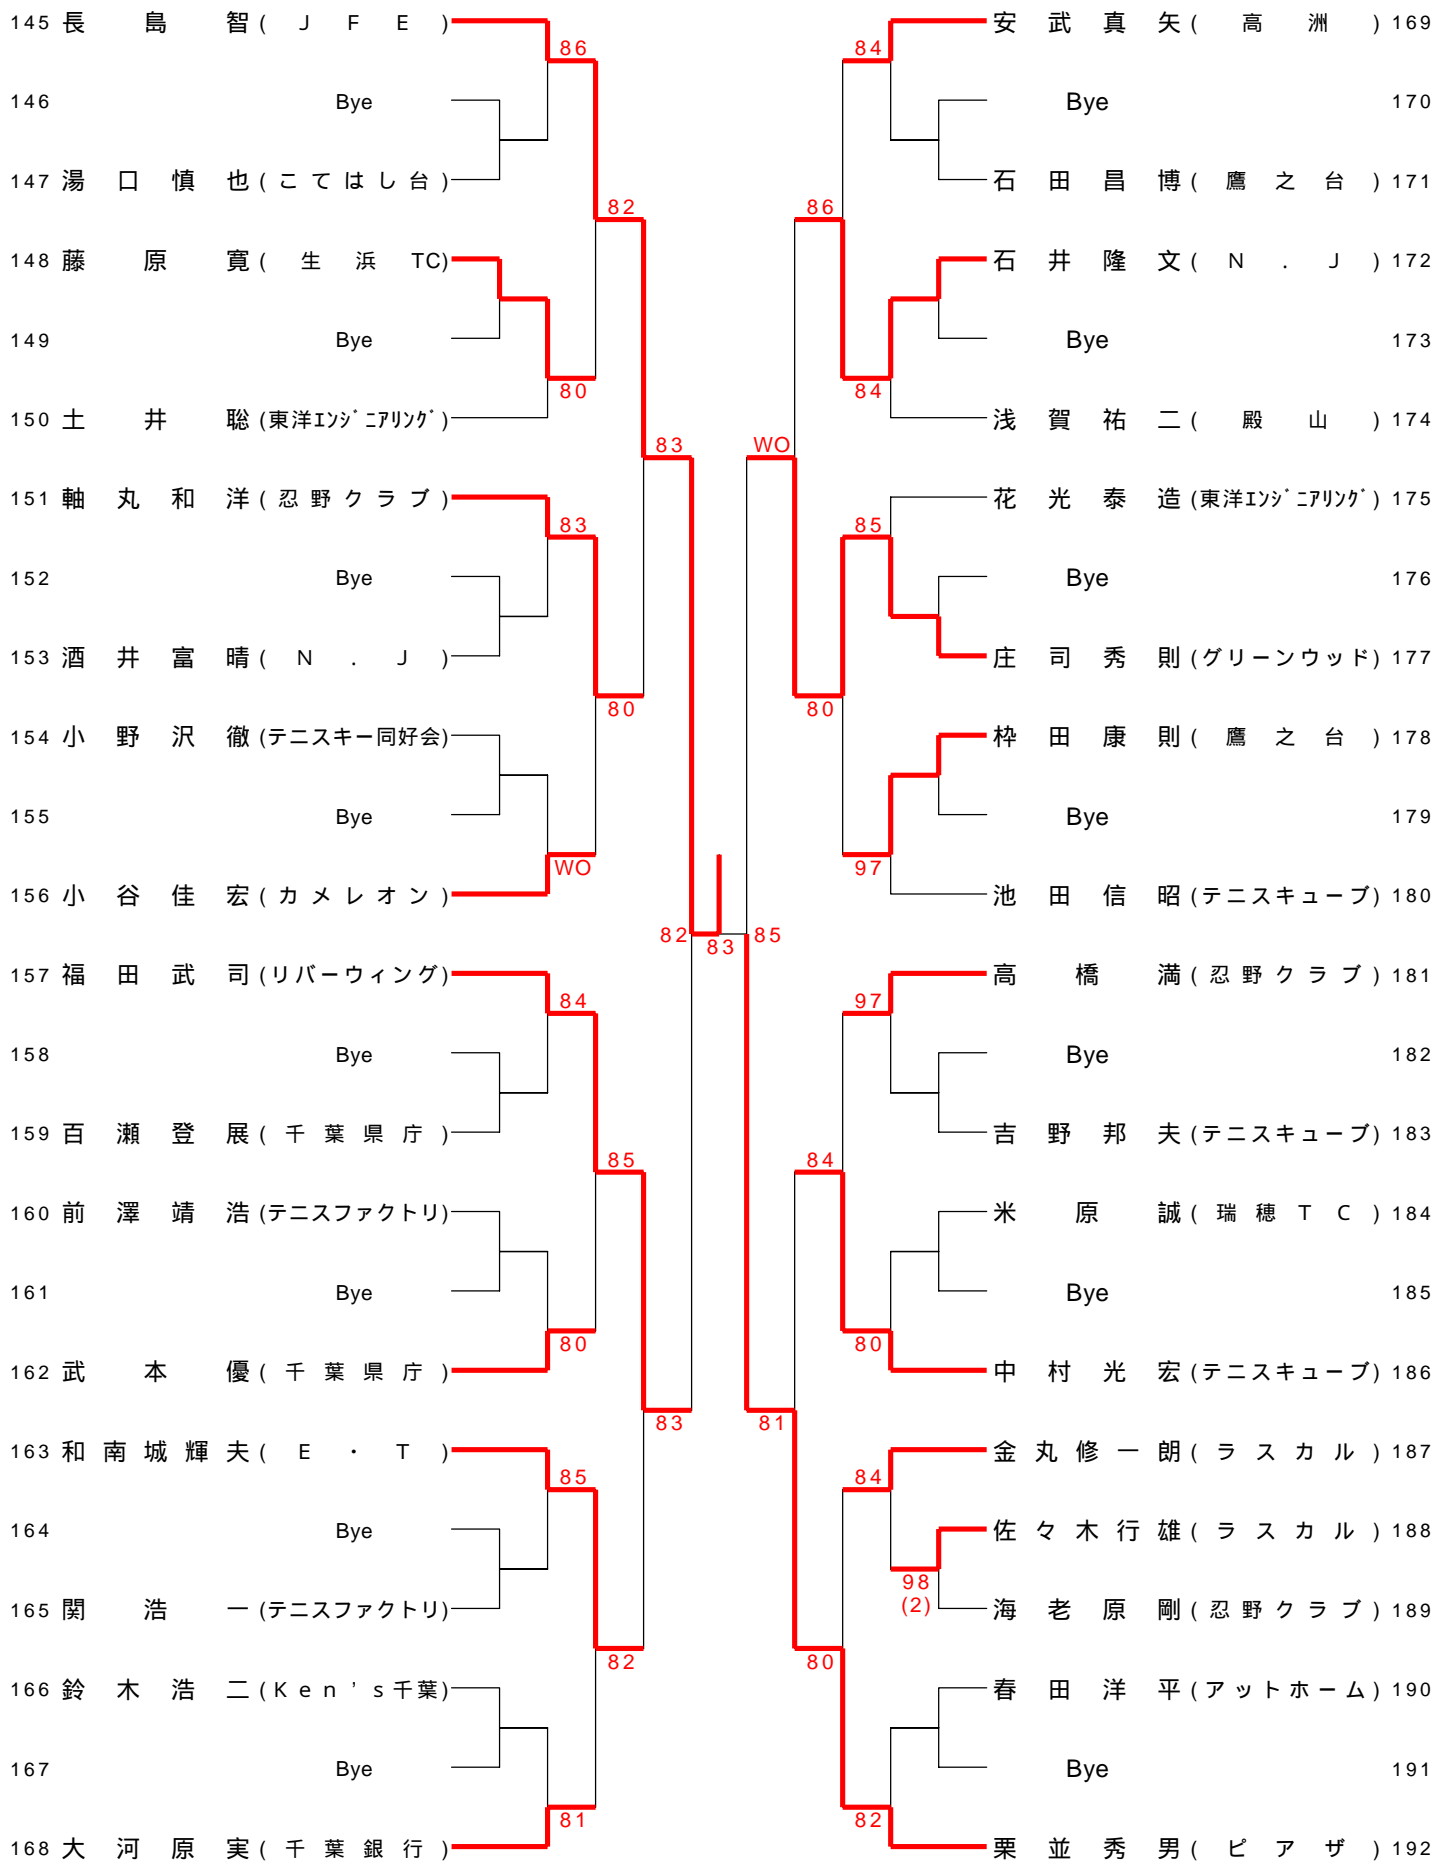 145 長島智 (JFE) 安武真矢 (高洲) 169
86 84
146 Bye Bye 170
147 湯口慎也 (こてはし台) 石田昌博 (鷹之台) 171
82 86
148 藤原寛 (生浜TC) 石井隆文 (N.J) 172
149 Bye Bye 173
80 84
150 土井聡 (東洋エンジニアリング) 浅賀祐二 (殿山) 174
83 WO
151 軸丸和洋 (忍野クラブ) 花光泰造 (東洋エンジニアリング) 175
83 85
152 Bye Bye 176
153 酒井富晴 (N.J) 庄司秀則 (グリーンウッド) 177
80 80
154 小野沢徹 (テニスキー同好会) 枠田康則 (鷹之台) 178
155 Bye Bye 179
WO 97
156 小谷佳宏 (カメレオン) 池田信昭 (テニスキューブ) 180
82 83 85
157 福田武司 (リバーウィング) 高橋満 (忍野クラブ) 181
84 97
158 Bye Bye 182
159 百瀬登展 (千葉県庁) 吉野邦夫 (テニスキューブ) 183
85 84
160 前澤靖浩 (テニスファクトリ) 米原誠 (瑞穂TC) 184
161 Bye Bye 185
80 80
162 武本優 (千葉県庁) 中村光宏 (テニスキューブ) 186
83 81
163 和南城輝夫 (E・T) 金丸修一朗 (ラスカル) 187
85 84
164 Bye 佐々木行雄 (ラスカル) 188
98
(2)
165 関浩一 (テニスファクトリ) 海老原剛 (忍野クラブ) 189
82 80
166 鈴木浩二 (Ken's千葉) 春田洋平 (アットホーム) 190
167 Bye Bye 191
81 82
168 大河原実 (千葉銀行) 栗並秀男 (ピアザ) 192